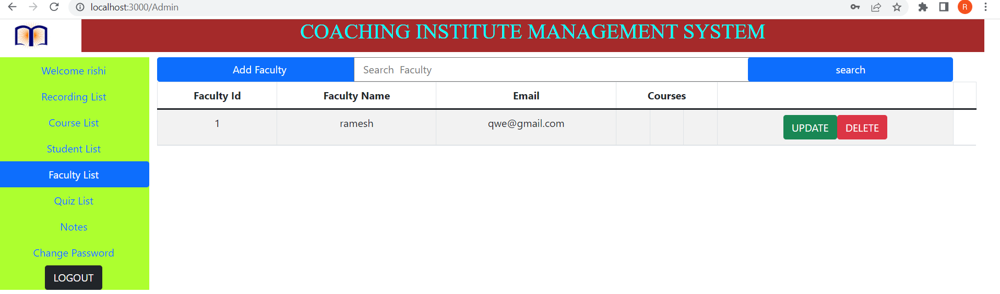 localhost:3000/Admin
R
COACHING INSTITUTE MANAGEMENT SYSTEM
Welcome rishi
Recording List
Course List
Student List
Faculty List
Quiz List
Notes
Change Password
LOGOUT
Add Faculty Search Faculty search
Faculty Id Faculty Name Email Courses
1 ramesh qwe@gmail.com UPDATE DELETE